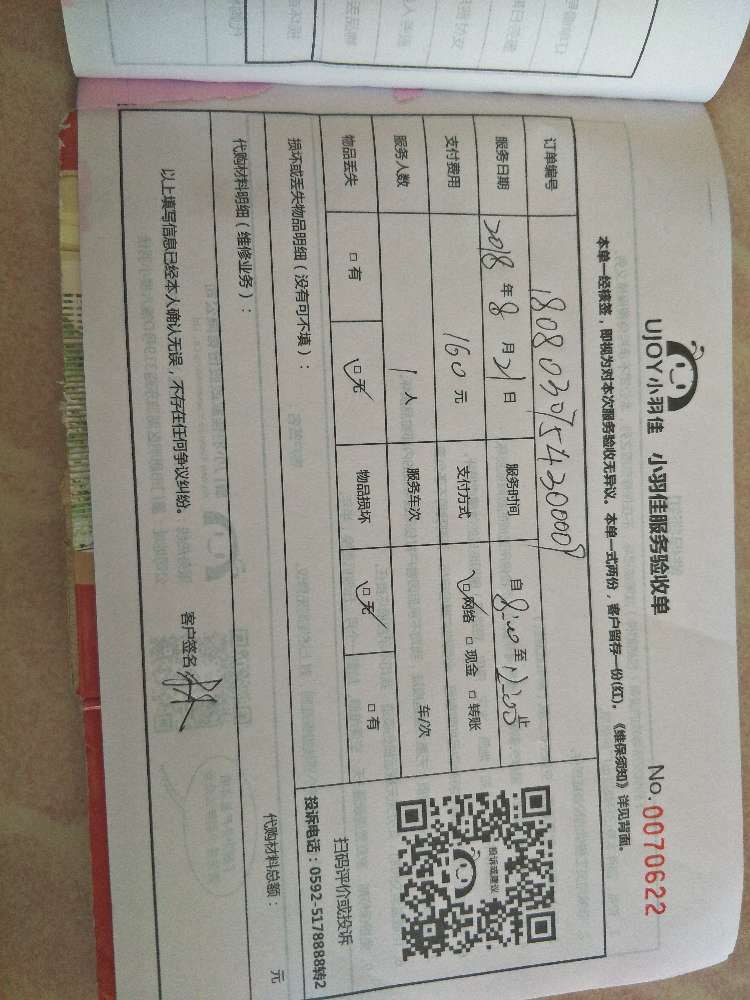 UJOY小羽佳 小羽佳服务验收单 No. 0070622
本单一经核签，即视为对本次服务验收无异议。本单一式两份，客户留存一份(红)。《维保须知》详见背面。
订单编号 180803075430009
服务日期 2018 年 8 月 21 日 服务时间 自 8:00 至 12:00 止
支付费用 160 元 支付方式 □网络 □现金 □转账
服务人数 1 人 服务车次 车/次
物品丢失 □有 □无 物品损坏 □无 □有
投诉或建议
扫码评价或投诉
投诉电话：0592-5178888转2
损坏或丢失物品明细（没有可不填）：
代购材料明细（维修业务）： 代购材料总额： 元
以上填写信息已经本人确认无误，不存在任何争议纠纷。 客户签名